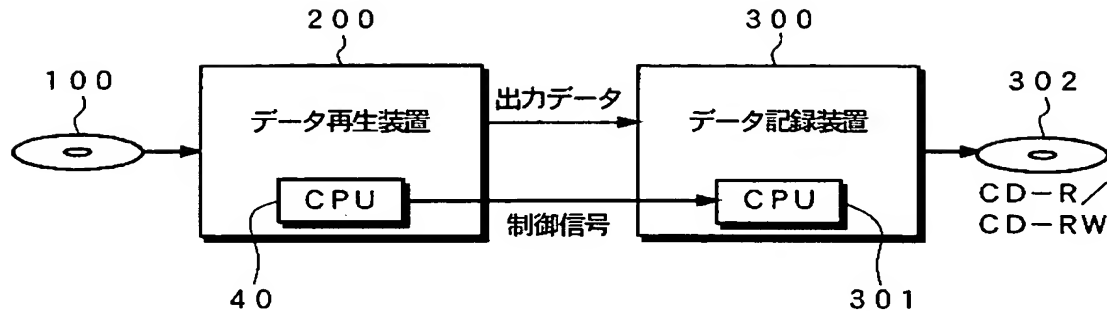 200
300
100
302
出力データ
データ再生装置
データ記録装置
CPU
CPU
制御信号
CD-R/
CD-RW
40
301